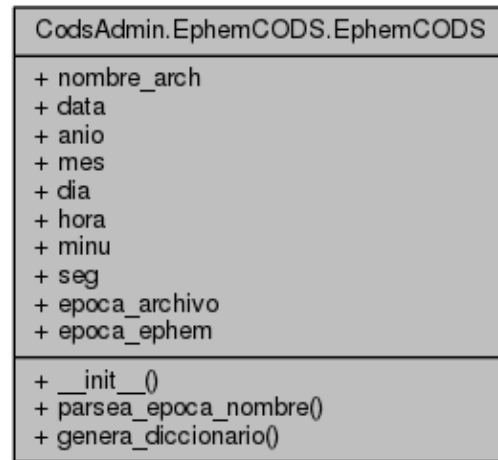 CodsAdmin.EphemCODS.EphemCODS
+ nombre_arch
+ data
+ anio
+ mes
+ dia
+ hora
+ minu
+ seg
+ epoca_archivo
+ epoca_ephem
+ __init__()
+ parsea_epoca_nombre()
+ genera_diccionario()